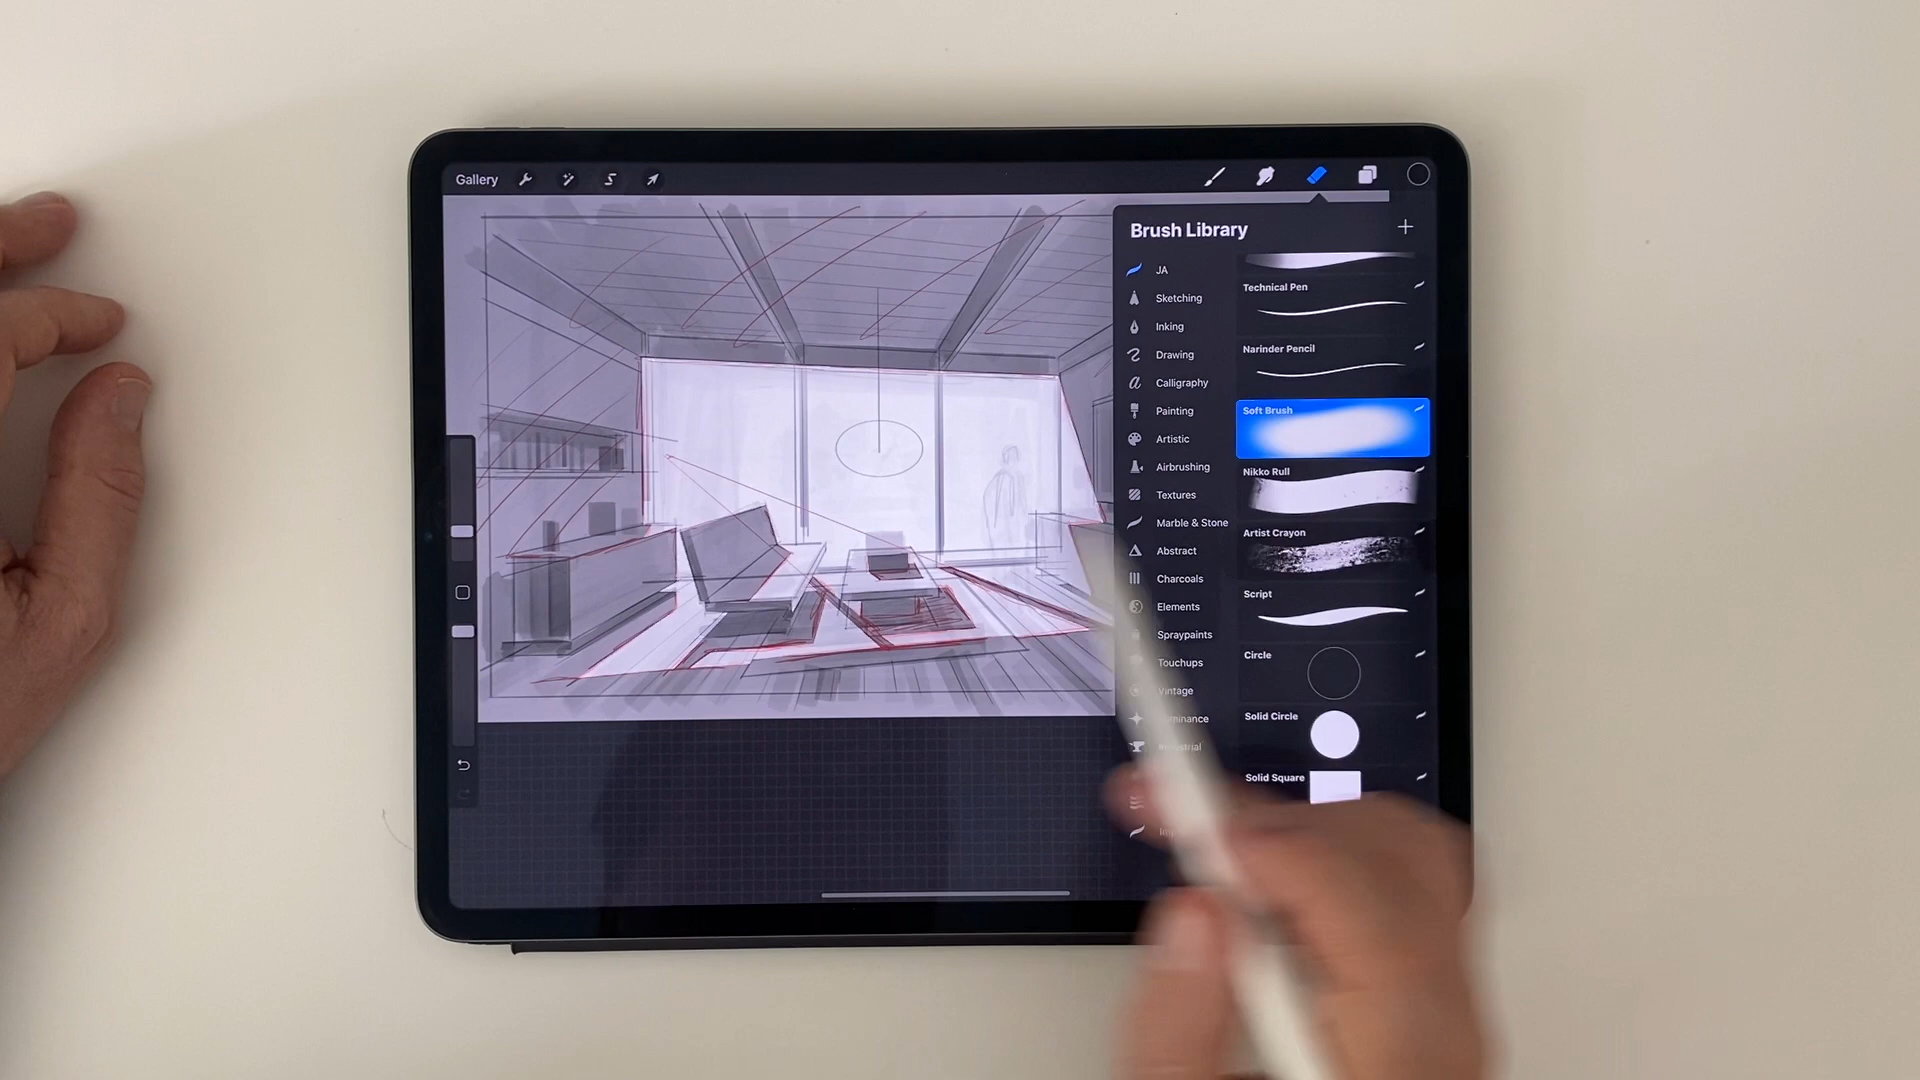 Gallery
Brush Library
JA
Sketching
Inking
Drawing
Calligraphy
Painting
Artistic
Airbrushing
Textures
Marble & Stone
Abstract
Charcoals
Elements
Spraypaints
Touchups
Vintage
Technical Pen
Narinder Pencil
Soft Brush
Nikko Rull
Artist Crayon
Script
Circle
Solid Circle
Solid Square